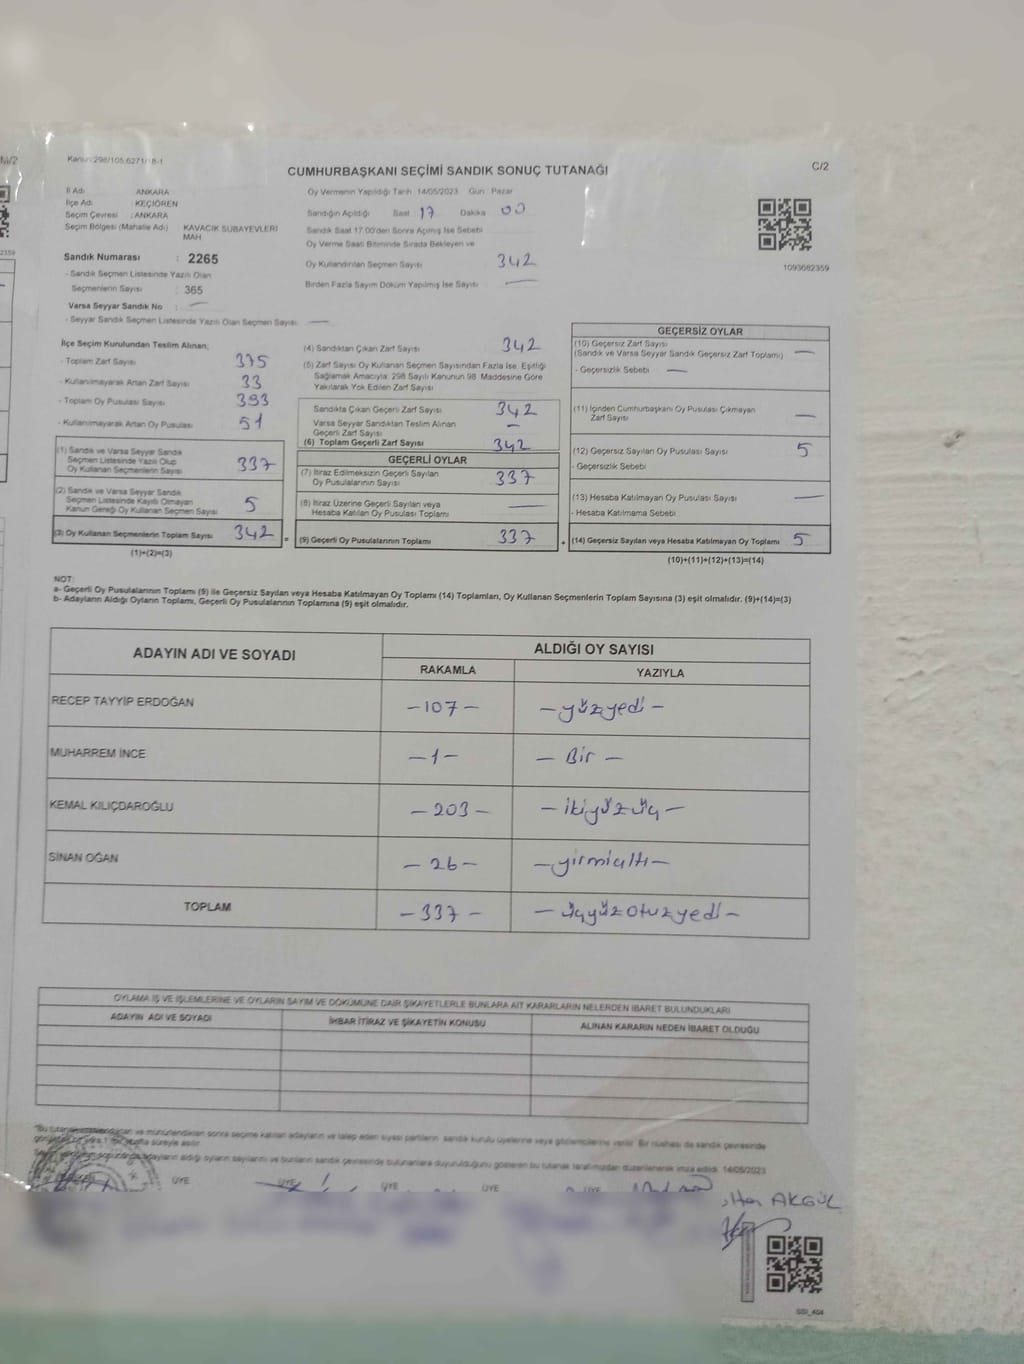 Kanun: 298/105,6271/18-1
C/2
CUMHURBAŞKANI SEÇİMİ SANDIK SONUÇ TUTANAĞI
İl Adı : ANKARA
İlçe Adı : KEÇİÖREN
Seçim Çevresi : ANKARA
Seçim Bölgesi (Mahalle Adı) : KAVACIK SUBAYEVLERİ MAH.
Sandık Numarası : 2265
- Sandık Seçmen Listesinde Yazılı Olan
Seçmenlerin Sayısı : 365
Varsa Seyyar Sandık No : —
- Seyyar Sandık Seçmen Listesinde Yazılı Olan Seçmen Sayısı : —
Oy Vermenin Yapıldığı Tarih : 14/05/2023 Gün : Pazar
Sandığın Açıldığı Saat 17 Dakika 00
Sandık Saat 17.00'den Sonra Açılmış İse Sebebi
Oy Verme Saati Bitiminde Sırada Bekleyen ve
Oy Kullandırılan Seçmen Sayısı 342
Birden Fazla Sayım Döküm Yapılmış İse Sayısı —
1093682359
İlçe Seçim Kurulundan Teslim Alınan;
- Toplam Zarf Sayısı 375
- Kullanılmayarak Artan Zarf Sayısı 33
- Toplam Oy Pusulası Sayısı 393
- Kullanılmayarak Artan Oy Pusulası 51
(1) Sandık ve Varsa Seyyar Sandık
Seçmen Listesinde Yazılı Olup
Oy Kullanan Seçmenlerin Sayısı 337
(2) Sandık ve Varsa Seyyar Sandık
Seçmen Listesinde Kayıtlı Olmayan
Kanun Gereği Oy Kullanan Seçmen Sayısı 5
(3) Oy Kullanan Seçmenlerin Toplam Sayısı 342
(1)+(2)=(3)
(4) Sandıktan Çıkan Zarf Sayısı 342
(5) Zarf Sayısı Oy Kullanan Seçmen Sayısından Fazla İse, Eşitliği
Sağlamak Amacıyla; 298 Sayılı Kanunun 98. Maddesine Göre
Yakılarak Yok Edilen Zarf Sayısı
Sandıkta Çıkan Geçerli Zarf Sayısı 342
Varsa Seyyar Sandıktan Teslim Alınan
Geçerli Zarf Sayısı —
(6) Toplam Geçerli Zarf Sayısı 342
GEÇERLİ OYLAR
(7) İtiraz Edilmeksizin Geçerli Sayılan
Oy Pusulalarının Sayısı 337
(8) İtiraz Üzerine Geçerli Sayılan veya
Hesaba Katılan Oy Pusulası Toplamı —
(9) Geçerli Oy Pusulalarının Toplamı 337
GEÇERSİZ OYLAR
(10) Geçersiz Zarf Sayısı
(Sandık ve Varsa Seyyar Sandık Geçersiz Zarf Toplamı) —
- Geçersizlik Sebebi : —
(11) İçinden Cumhurbaşkanı Oy Pusulası Çıkmayan
Zarf Sayısı —
(12) Geçersiz Sayılan Oy Pusulası Sayısı 5
- Geçersizlik Sebebi
(13) Hesaba Katılmayan Oy Pusulası Sayısı —
- Hesaba Katılmama Sebebi
(14) Geçersiz Sayılan veya Hesaba Katılmayan Oy Toplamı 5
(10)+(11)+(12)+(13)=(14)
NOT:
a- Geçerli Oy Pusulalarının Toplamı (9) ile Geçersiz Sayılan veya Hesaba Katılmayan Oy Toplamı (14) Toplamları, Oy Kullanan Seçmenlerin Toplam Sayısına (3) eşit olmalıdır. (9)+(14)=(3)
b- Adayların Aldığı Oyların Toplamı, Geçerli Oy Pusulalarının Toplamına (9) eşit olmalıdır.
ADAYIN ADI VE SOYADI
ALDIĞI OY SAYISI
RAKAMLA YAZIYLA
RECEP TAYYİP ERDOĞAN -107- -yüzyedi-
MUHARREM İNCE -1- -Bir-
KEMAL KILIÇDAROĞLU -203- -ikiyüzüç-
SİNAN OĞAN -26- -yirmialtı-
TOPLAM -337- -üçyüzotuzyedi-
OYLAMA İŞ VE İŞLEMLERİNE VE OYLARIN SAYIM VE DÖKÜMÜNE DAİR ŞİKAYETLERLE BUNLARA AİT KARARLARIN NELERDEN İBARET BULUNDUKLARI
ADAYIN ADI VE SOYADI İHBAR İTİRAZ VE ŞİKAYETİN KONUSU ALINAN KARARIN NEDEN İBARET OLDUĞU
sonra seçime katılan adayların ve talep eden siyasi partilerin sandık kurulu üyelerine veya gözlemcilerine verilir. Bir nüshası da sandık çevresinde
süreyle asılır.
adayların aldığı oyların sayılarını ve bunların sandık çevresinde bulunanlara duyurulduğunu gösteren bu tutanak tarafımızdan düzenlenerek imza edildi. 14/05/2023
ÜYE ÜYE ÜYE ÜYE ÜYE
AKGÜL